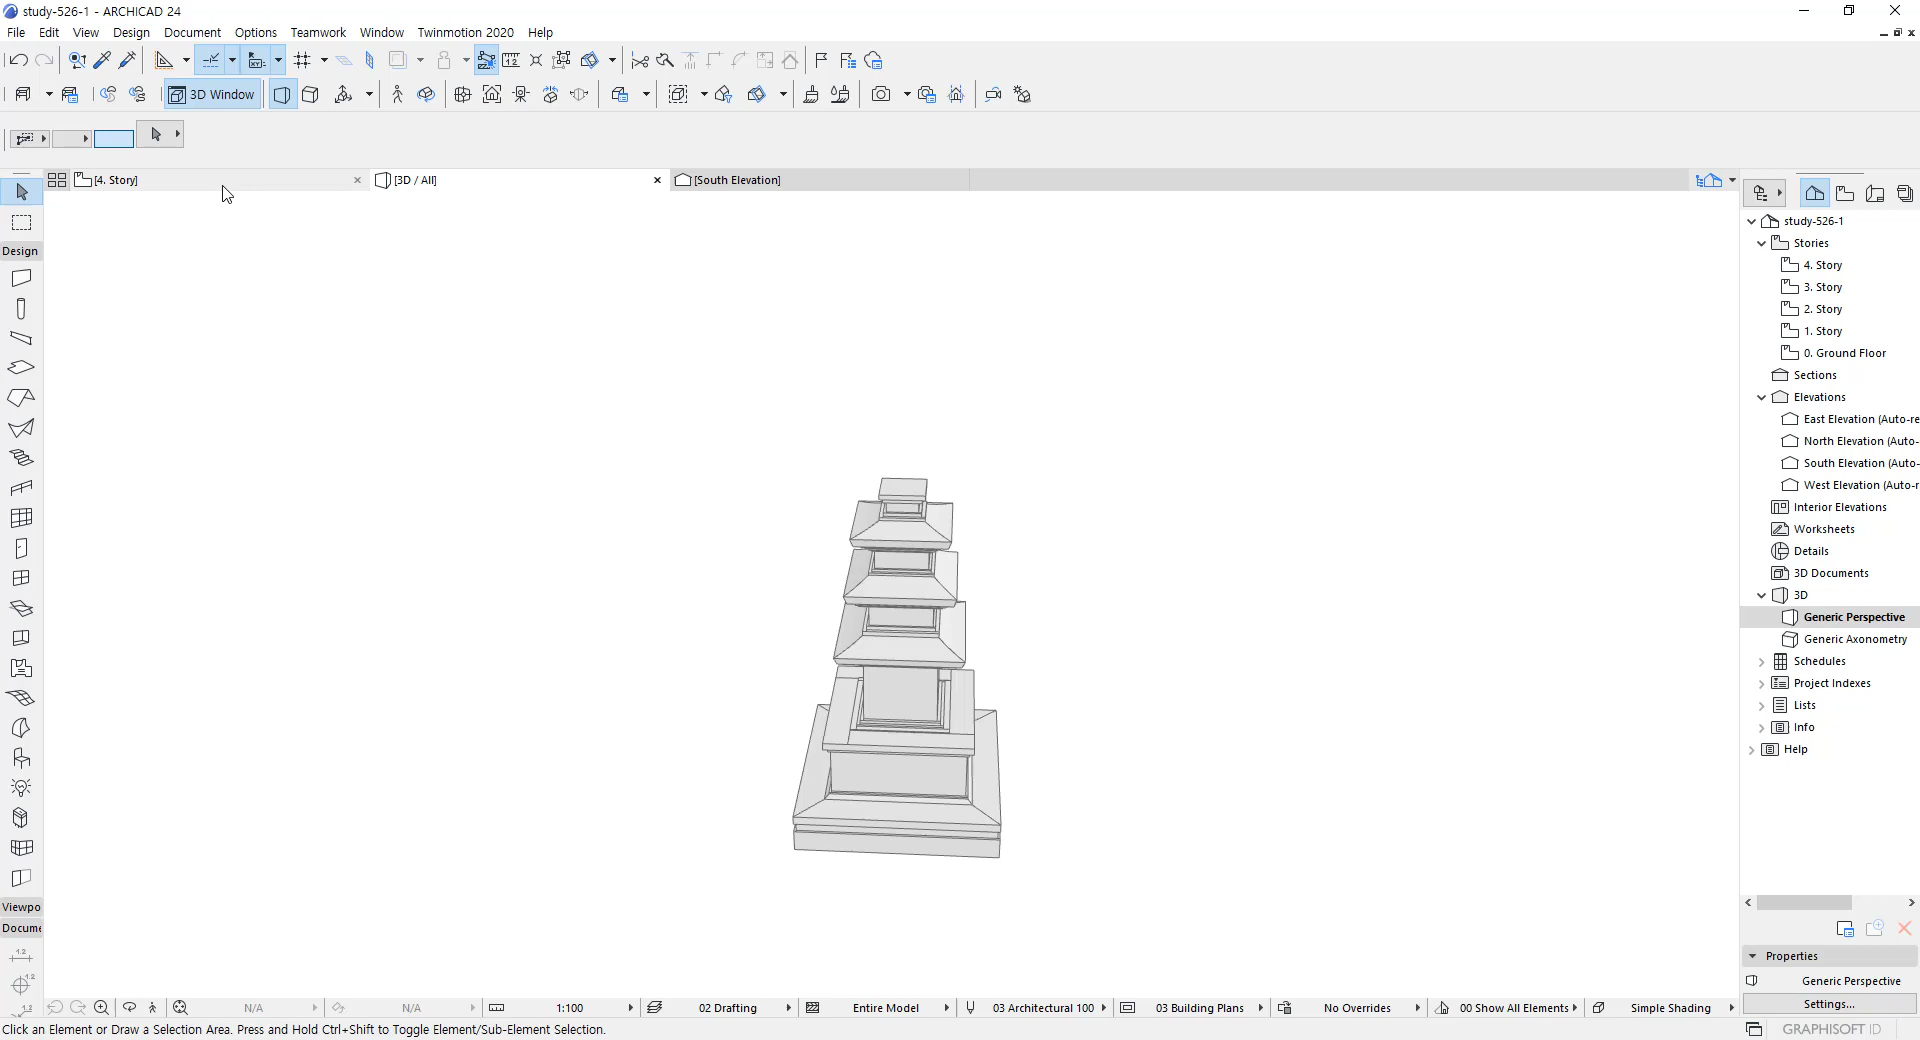 study-526-1 - ARCHICAD 24
File Edit View Design Document Options Teamwork Window Twinmotion 2020 Help
3D Window
[4. Story]
[3D / All]
[South Elevation]
Design
Viewpo
Docume
study-526-1
Stories
4. Story
3. Story
2. Story
1. Story
0. Ground Floor
Sections
Elevations
East Elevation (Auto-re
North Elevation (Auto-
South Elevation (Auto-
West Elevation (Auto-r
Interior Elevations
Worksheets
Details
3D Documents
3D
Generic Perspective
Generic Axonometry
Schedules
Project Indexes
Lists
Info
Help
Properties
Generic Perspective
Settings...
N/A N/A 1:100 02 Drafting Entire Model 03 Architectural 100 03 Building Plans No Overrides 00 Show All Elements Simple Shading
Click an Element or Draw a Selection Area. Press and Hold Ctrl+Shift to Toggle Element/Sub-Element Selection.
GRAPHISOFT ID